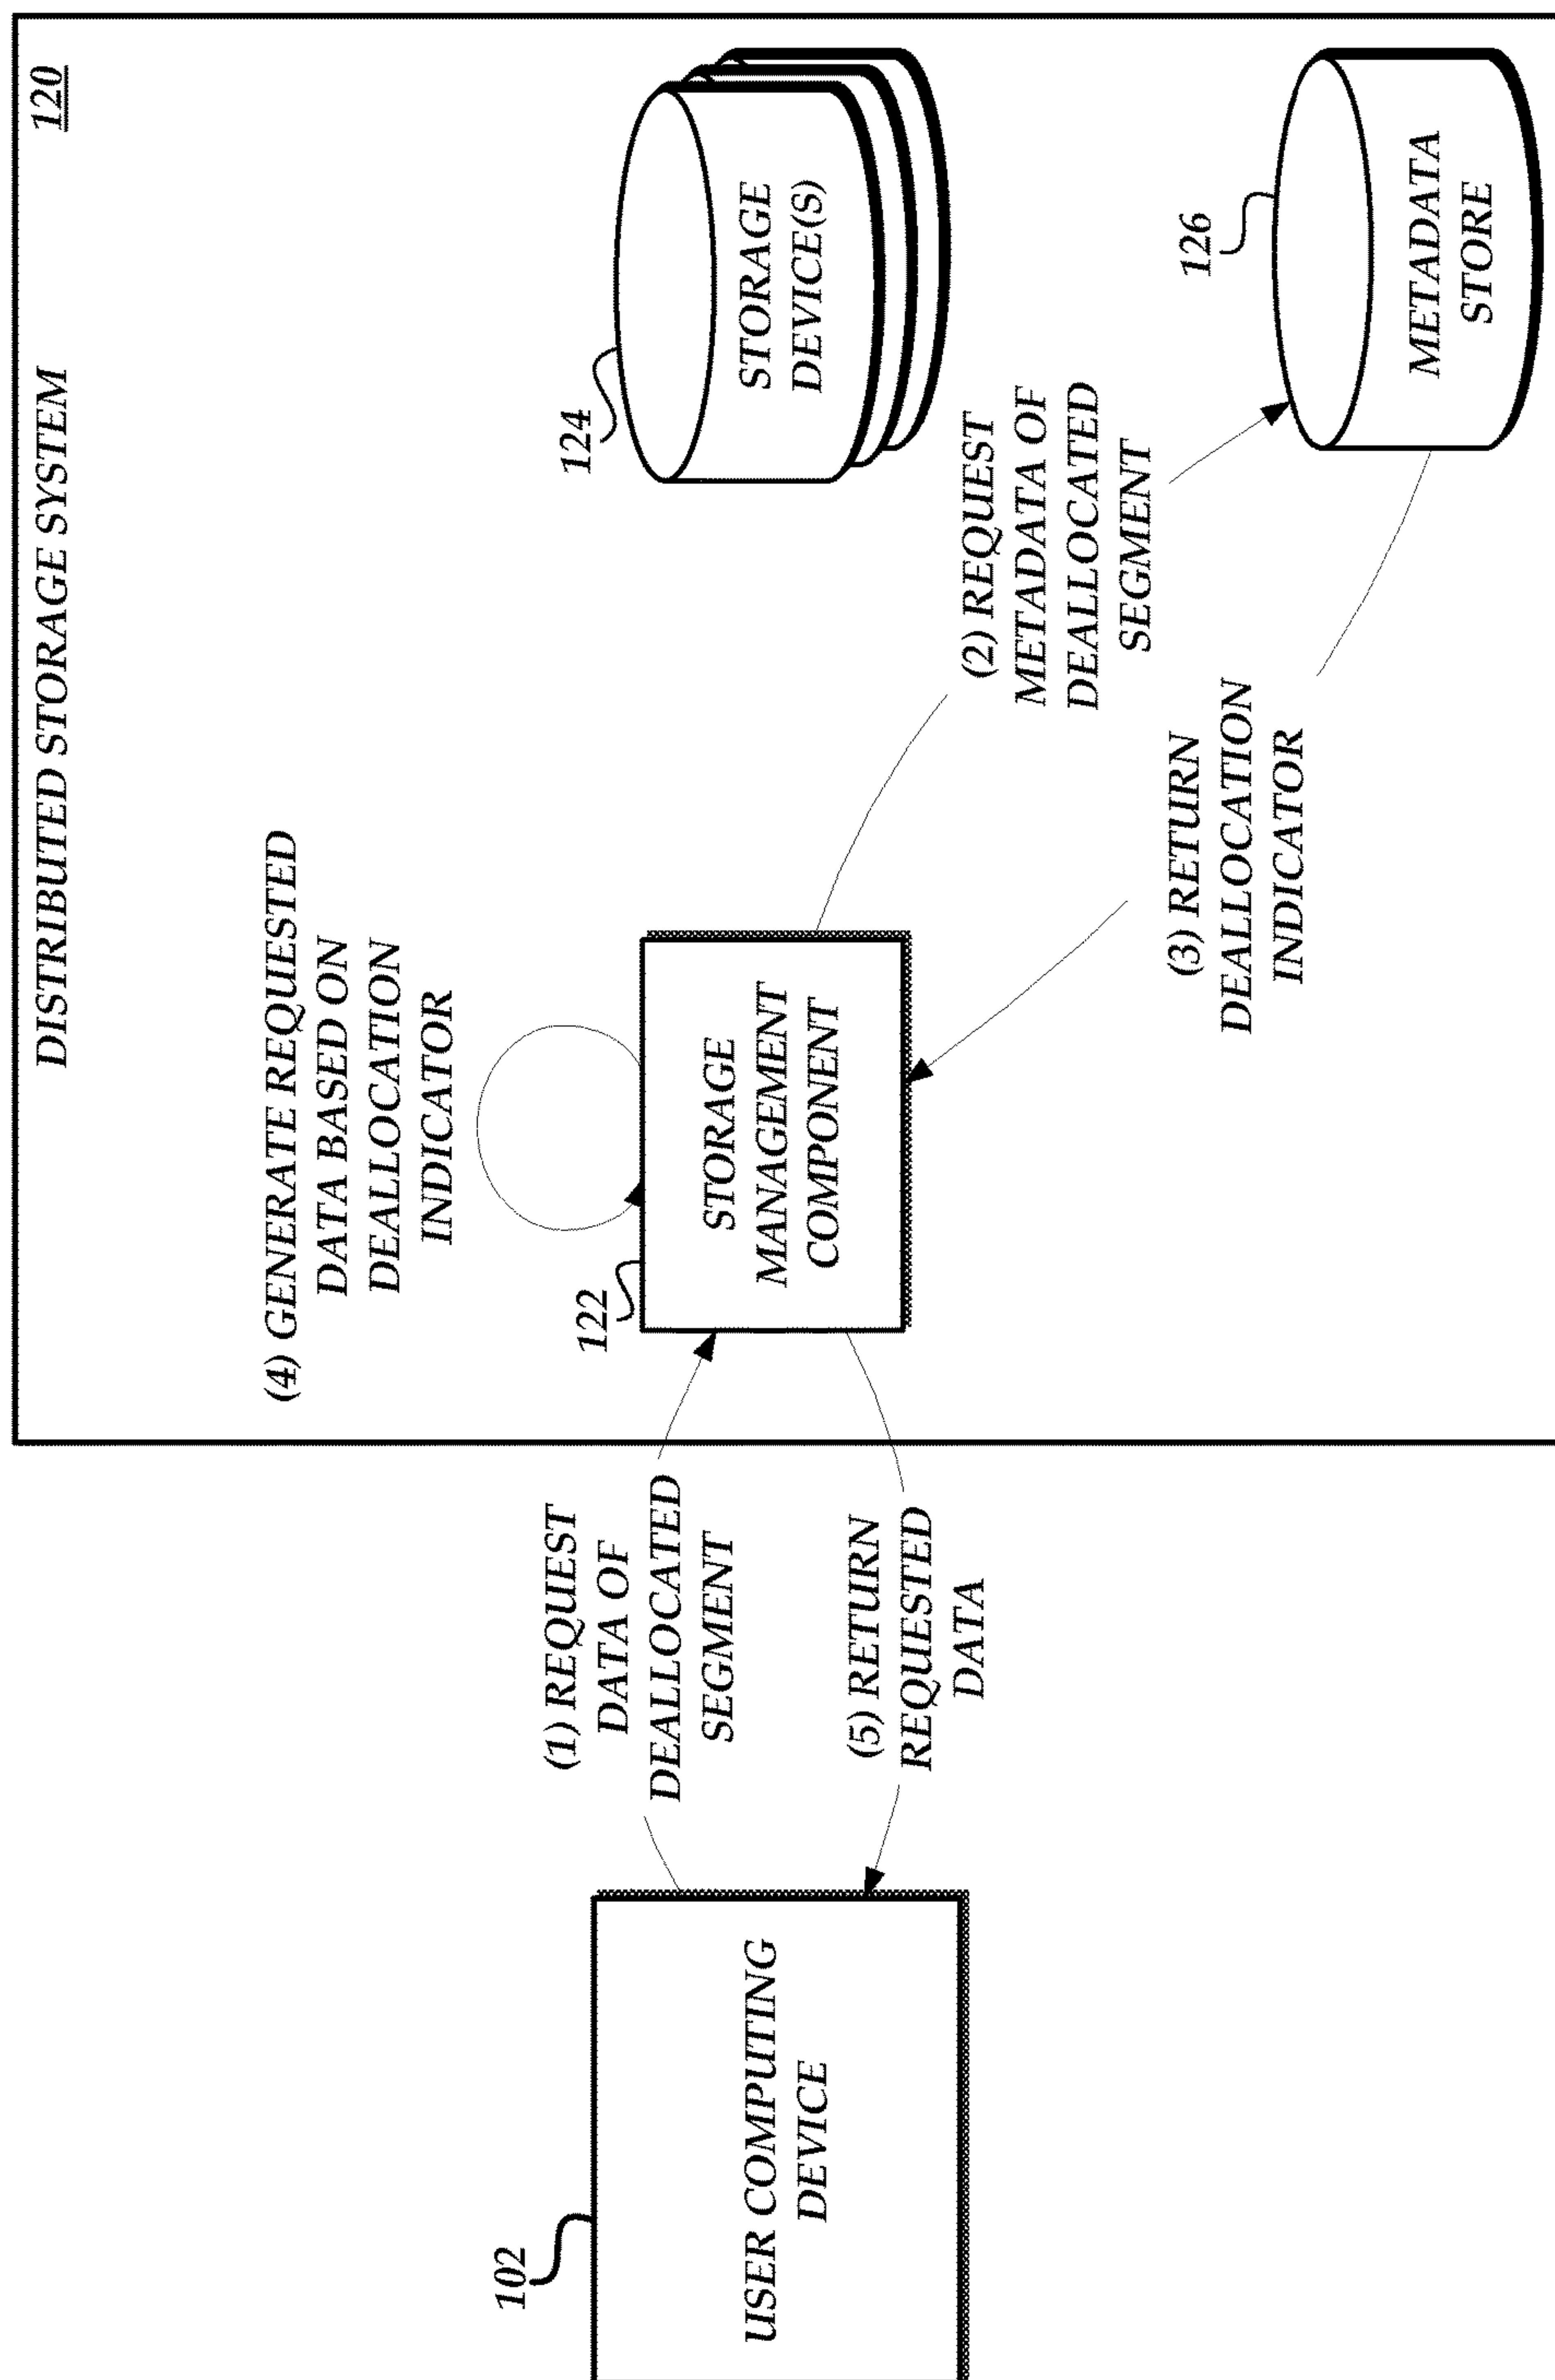 DISTRIBUTED STORAGE SYSTEM
120
(4) GENERATE REQUESTED
DATA BASED ON
DEALLOCATION
INDICATOR
102
USER COMPUTING
DEVICE
(1) REQUEST
DATA OF
DEALLOCATED
SEGMENT
(5) RETURN
REQUESTED
DATA
122
STORAGE
MANAGEMENT
COMPONENT
124
STORAGE
DEVICE(S)
(2) REQUEST
METADATA OF
DEALLOCATED
SEGMENT
(3) RETURN
DEALLOCATION
INDICATOR
126
METADATA
STORE